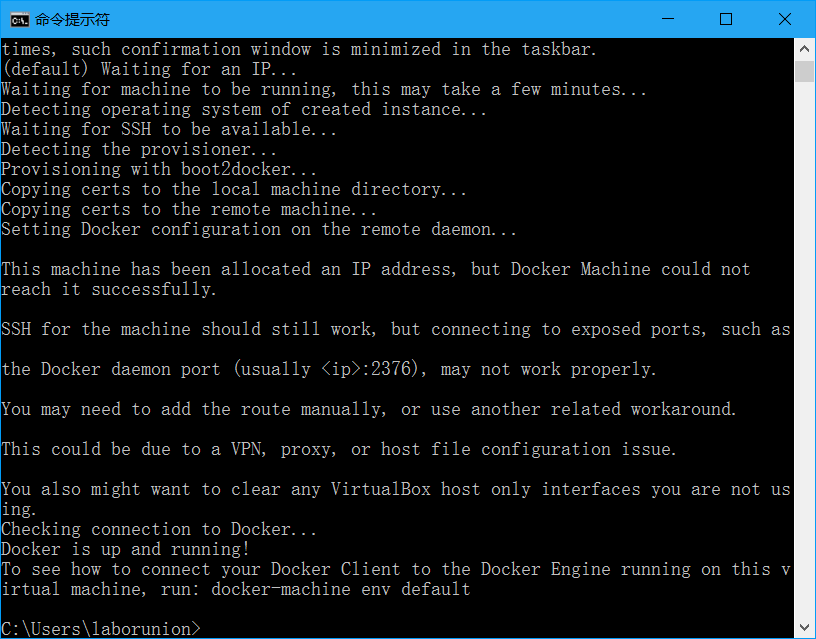 命令提示符
times, such confirmation window is minimized in the taskbar.
(default) Waiting for an IP...
Waiting for machine to be running, this may take a few minutes...
Detecting operating system of created instance...
Waiting for SSH to be available...
Detecting the provisioner...
Provisioning with boot2docker...
Copying certs to the local machine directory...
Copying certs to the remote machine...
Setting Docker configuration on the remote daemon...
This machine has been allocated an IP address, but Docker Machine could not
reach it successfully.
SSH for the machine should still work, but connecting to exposed ports, such as
the Docker daemon port (usually <ip>:2376), may not work properly.
You may need to add the route manually, or use another related workaround.
This could be due to a VPN, proxy, or host file configuration issue.
You also might want to clear any VirtualBox host only interfaces you are not us
ing.
Checking connection to Docker...
Docker is up and running!
To see how to connect your Docker Client to the Docker Engine running on this v
irtual machine, run: docker-machine env default
C:\Users\laborunion>